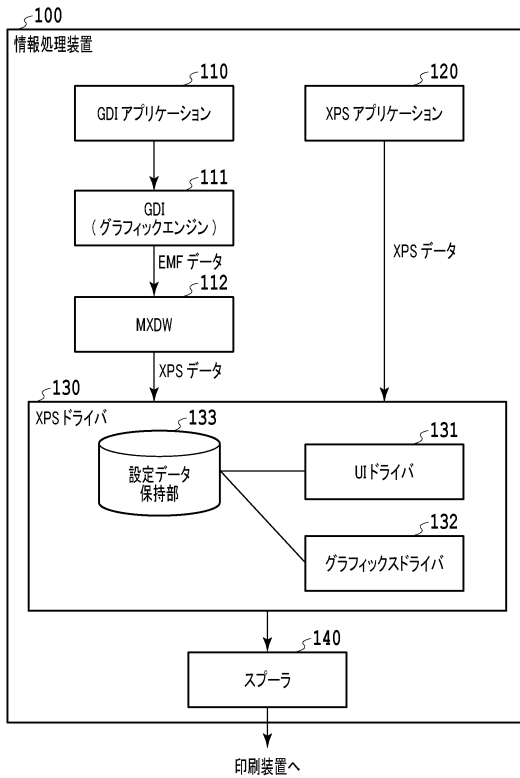 100
情報処理装置
110
GDI アプリケーション
120
XPS アプリケーション
111
GDI
(グラフィックエンジン)
EMF データ
XPS データ
112
MXDW
XPS データ
130
XPS ドライバ
133
設定データ
保持部
131
UI ドライバ
132
グラフィックスドライバ
140
スプーラ
印刷装置へ